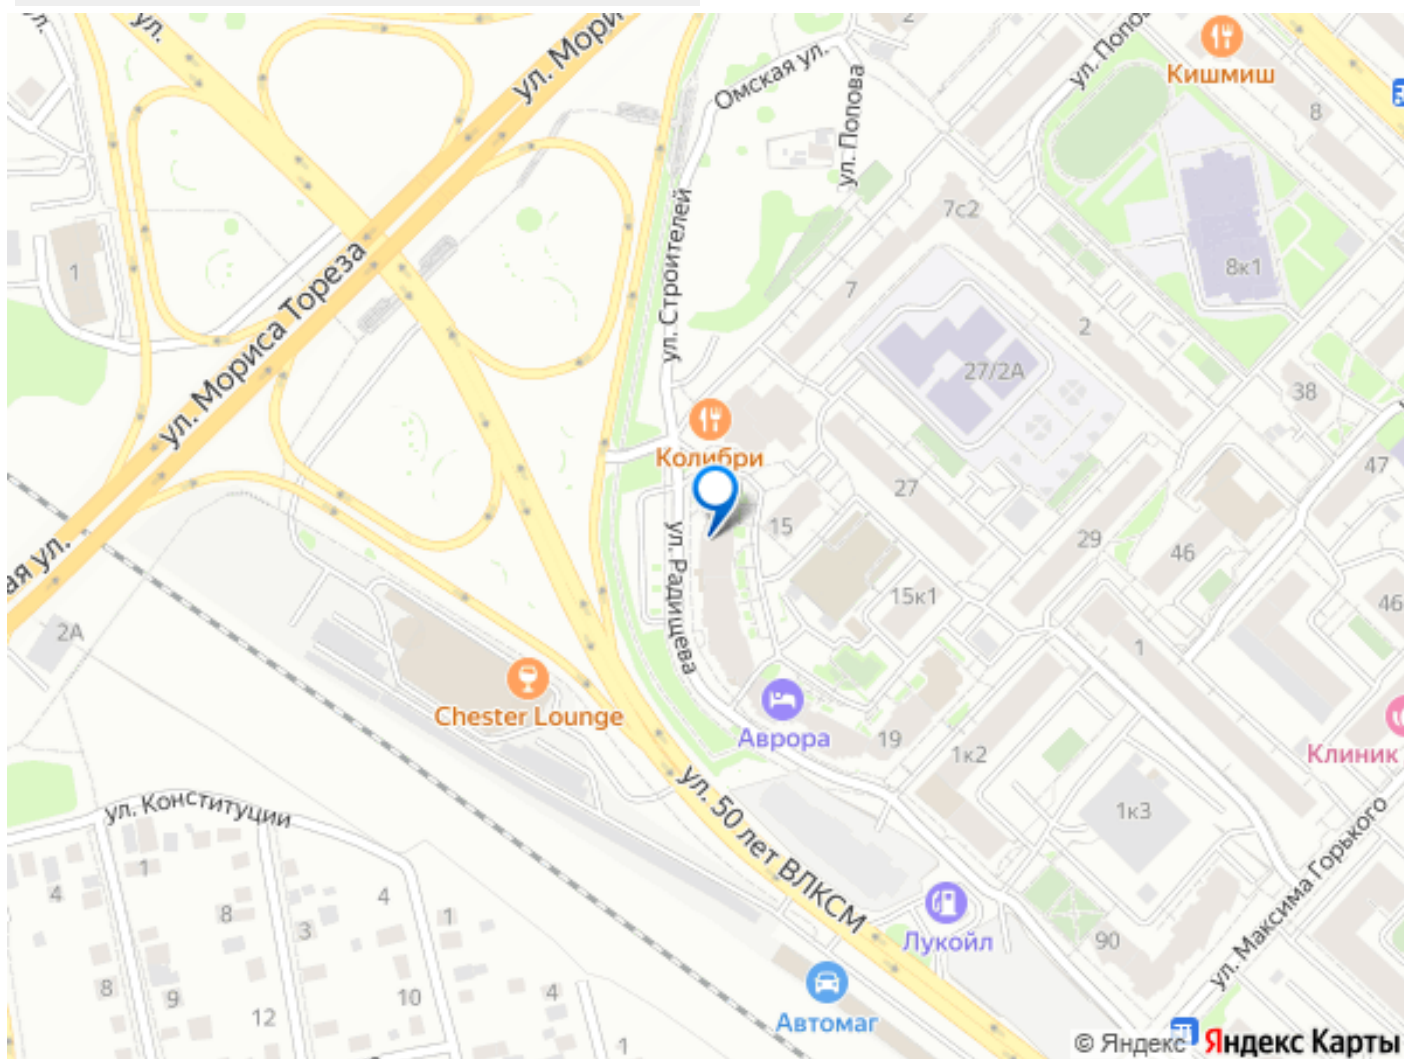 ул.
ул.
ул. Мори
2
ул. Попов
Кишмиш
8
Омская ул.
ул. Попова
7с2
8к1
ул. Строителей
1
ул. Мориса Тореза
7
2
27/2А
38
Колибри
47
27
15
ул. Радищева
29
46
15к1
46
ая ул.
2А
1
Chester Lounge
Аврора
19
1к2
Клиник
ул. Конституции
ул. 50 лет ВЛКСМ
1к3
ул. Максима Горького
1
4
4
8
1
3
Лукойл
90
8
9
10
4
12
Автомаг
1
© Яндекс Яндекс Карты